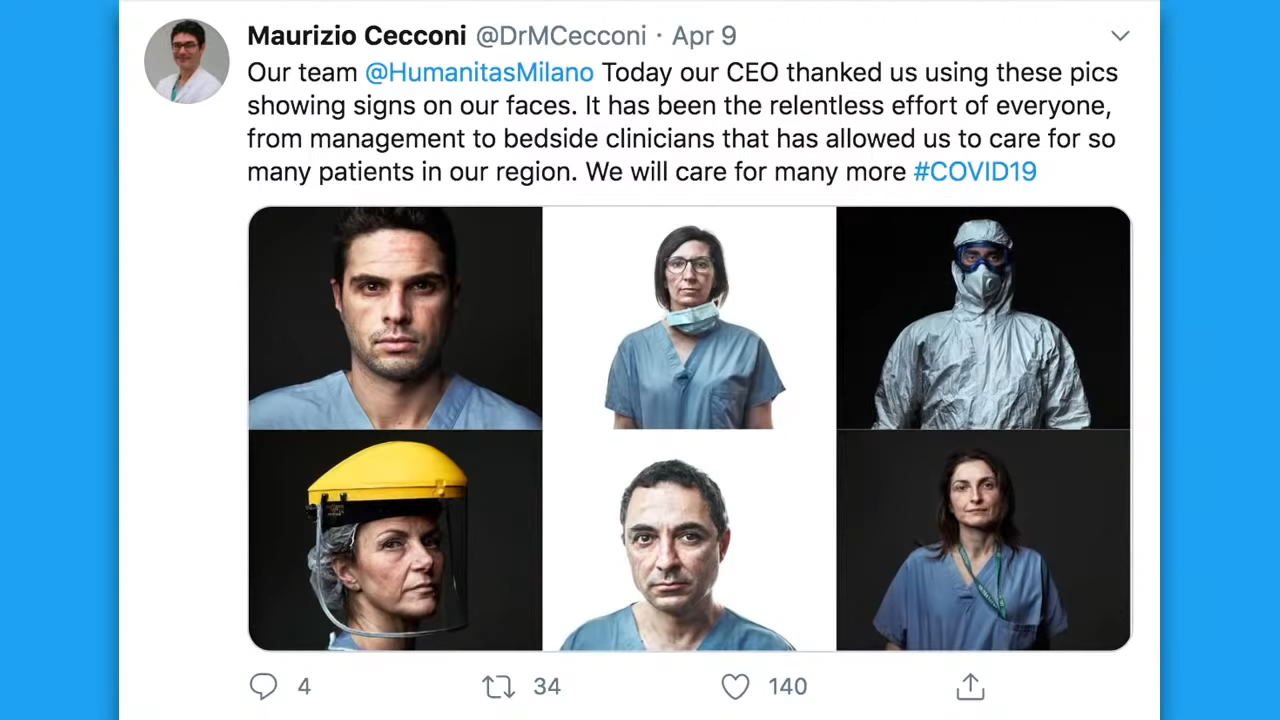 Maurizio Cecconi @DrMCecconi · Apr 9
Our team @HumanitasMilano Today our CEO thanked us using these pics
showing signs on our faces. It has been the relentless effort of everyone,
from management to bedside clinicians that has allowed us to care for so
many patients in our region. We will care for many more #COVID19
4 34 140